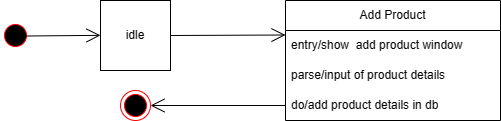 idle
Add Product
entry/show  add product window
parse/input of product details
do/add product details in db